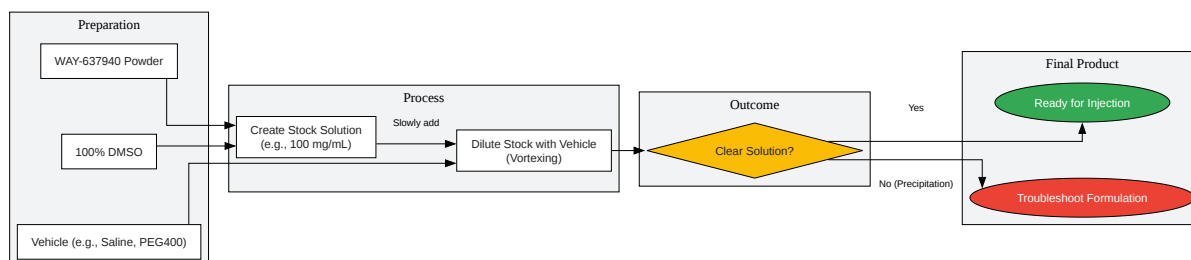 Preparation
WAY-637940 Powder
100% DMSO
Vehicle (e.g., Saline, PEG400)
Process
Create Stock Solution
(e.g., 100 mg/mL)
Slowly add
Dilute Stock with Vehicle
(Vortexing)
Outcome
Clear Solution?
Yes
No (Precipitation)
Final Product
Ready for Injection
Troubleshoot Formulation